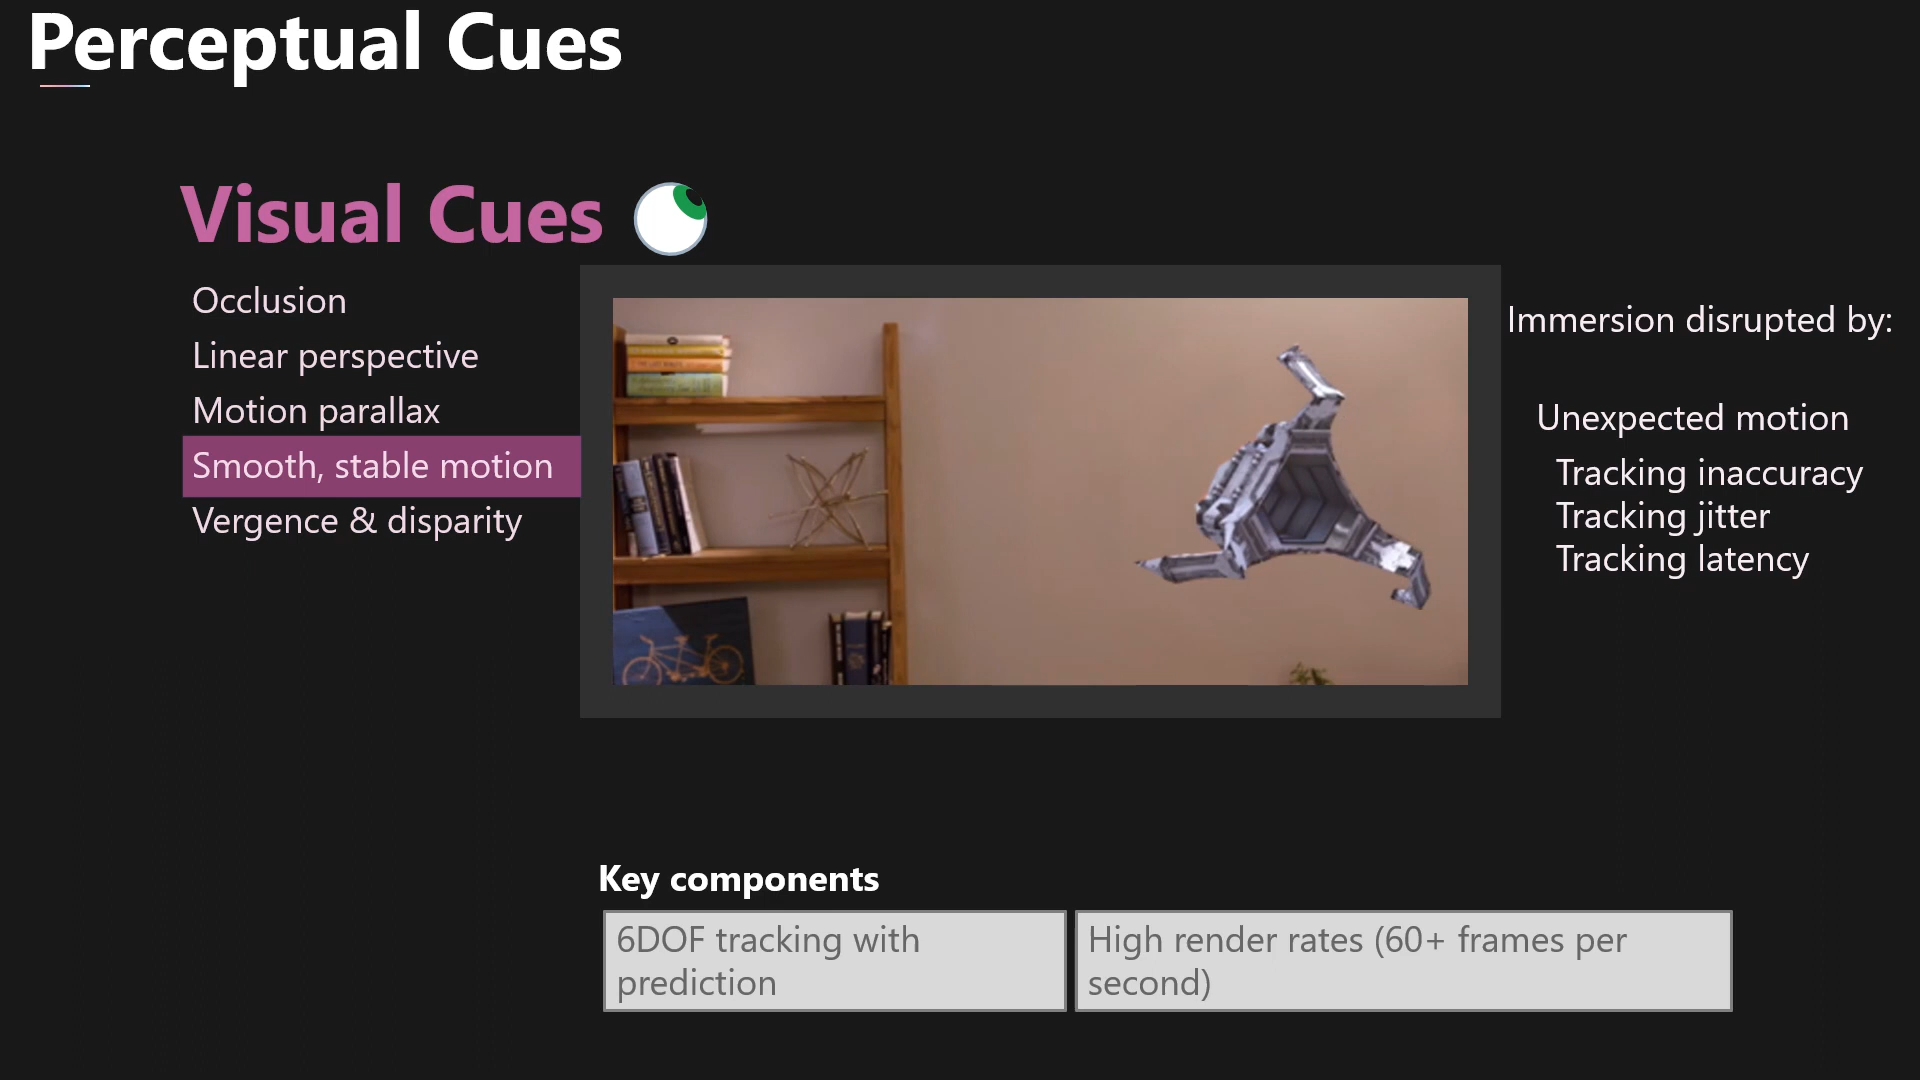 Perceptual Cues
Visual Cues
Occlusion
Linear perspective
Motion parallax
Smooth, stable motion
Vergence & disparity
Immersion disrupted by:
Unexpected motion
Tracking inaccuracy
Tracking jitter
Tracking latency
Key components
6DOF tracking with
prediction
High render rates (60+ frames per
second)